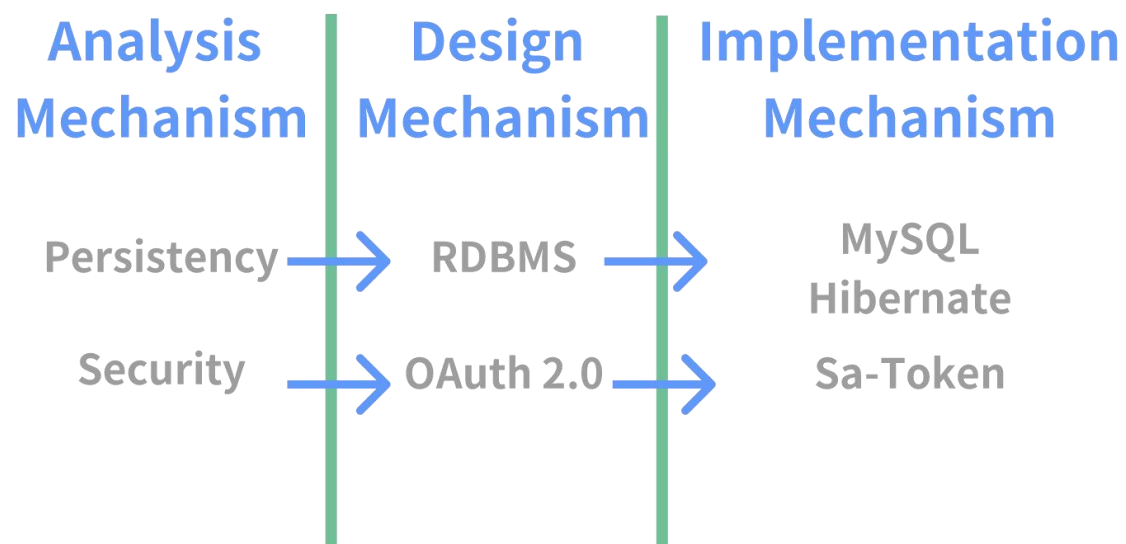 Analysis
Mechanism
Design
Mechanism
Implementation
Mechanism
Persistency
RDBMS
MySQL
Hibernate
Security
OAuth 2.0
Sa-Token